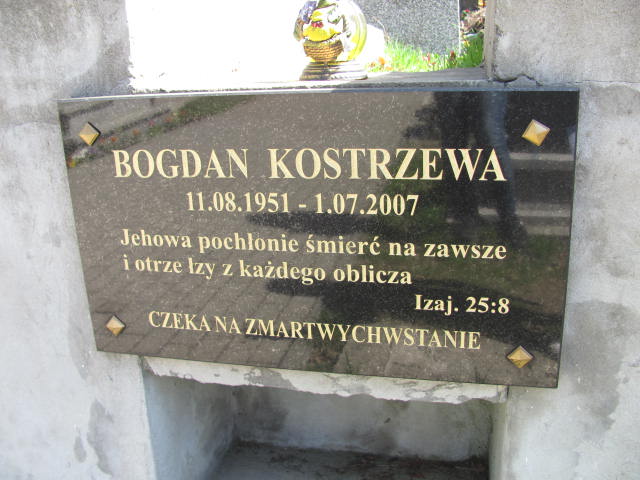 BOGDAN KOSTRZEWA
11.08.1951 - 1.07.2007
Jehowa pochłonie śmierć na zawsze
i otrze łzy z każdego oblicza
Izaj. 25:8
CZEKA NA ZMARTWYCHWSTANIE